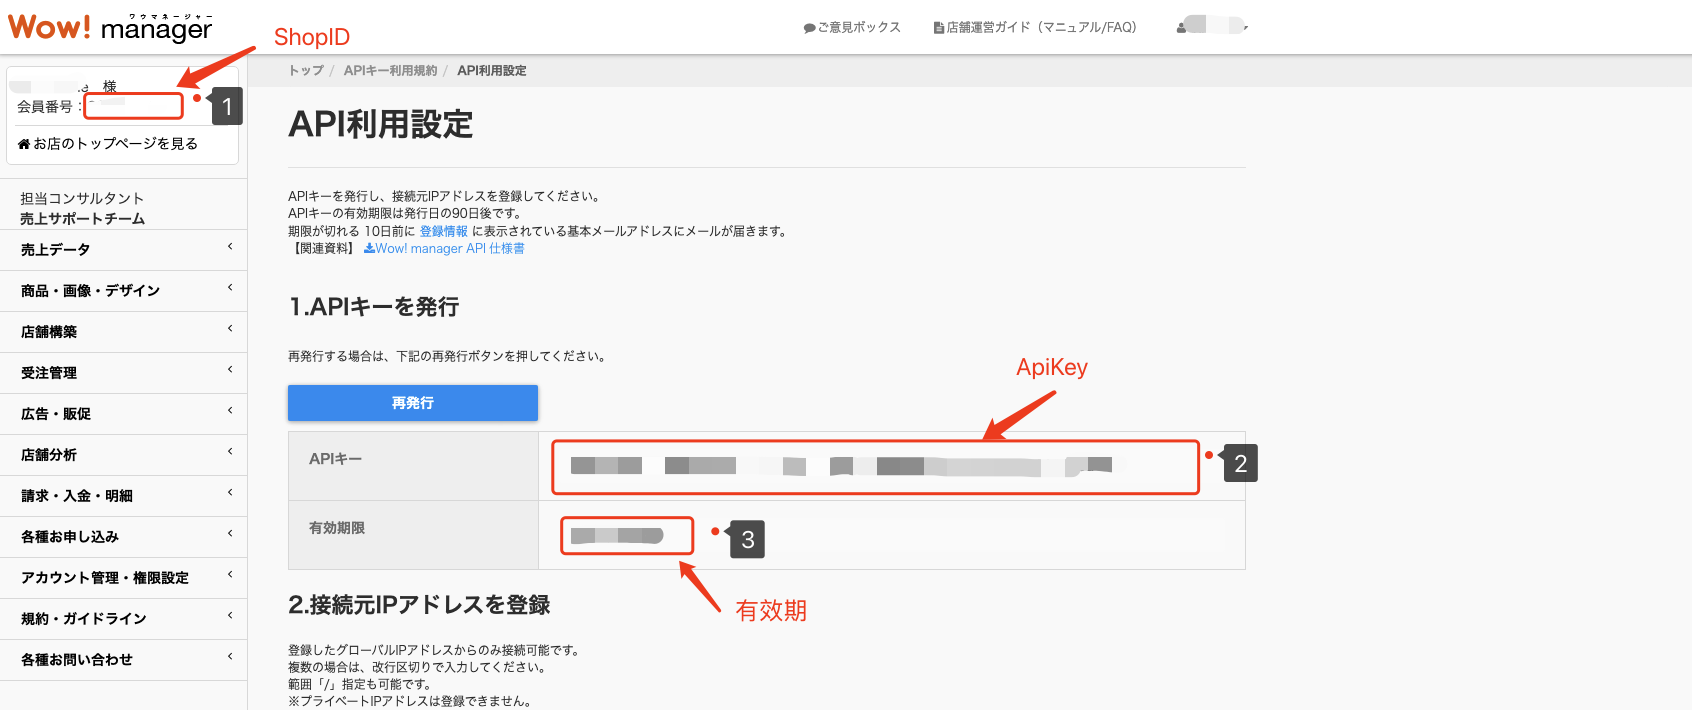 ワウマネージャー
Wow! manager
ご意見ボックス
店舗運営ガイド（マニュアル/FAQ）
ShopID
様
会員番号：
1
お店のトップページを見る
担当コンサルタント
売上サポートチーム
売上データ
商品・画像・デザイン
店舗構築
受注管理
広告・販促
店舗分析
請求・入金・明細
各種お申し込み
アカウント管理・権限設定
規約・ガイドライン
各種お問い合わせ
トップ / APIキー利用規約 / API利用設定
API利用設定
APIキーを発行し、接続元IPアドレスを登録してください。
APIキーの有効期限は発行日の90日後です。
期限が切れる 10日前に 登録情報 に表示されている基本メールアドレスにメールが届きます。
【関連資料】 Wow! manager API 仕様書
1.APIキーを発行
再発行する場合は、下記の再発行ボタンを押してください。
再発行
ApiKey
APIキー
2
有効期限
3
有效期
2.接続元IPアドレスを登録
登録したグローバルIPアドレスからのみ接続可能です。
複数の場合は、改行区切りで入力してください。
範囲「/」指定も可能です。
※プライベートIPアドレスは登録できません。